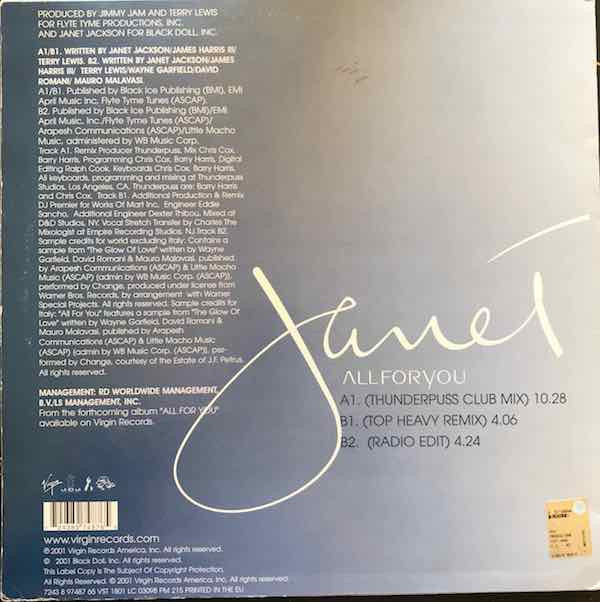 PRODUCED BY JIMMY JAM AND TERRY LEWIS
FOR FLYTE TYME PRODUCTIONS, INC.
AND JANET JACKSON FOR BLACK DOLL, INC.
A1/B1. WRITTEN BY JANET JACKSON/JAMES HARRIS III/
TERRY LEWIS. B2. WRITTEN BY JANET JACKSON/JAMES
HARRIS III/ TERRY LEWIS/WAYNE GARFIELD/DAVID
ROMANI/ MAURO MALAVASI.
A1/B1. Published by Black Ice Publishing (BMI), EMI
April Music Inc, Flyte Tyme Tunes (ASCAP).
B2. Published by Black Ice Publishing (BMI)/EMI
April Music, Inc./Flyte Tyme Tunes (ASCAP)/
Arapesh Communications (ASCAP)/Little Macho
Music, administered by WB Music Corp.
Track A1. Remix Producer Thunderpuss, Mix Chris Cox,
Barry Harris, Programming Chris Cox, Barry Harris, Digital
Editing Ralph Cook, Keyboards Chris Cox, Barry Harris,
All keyboards, programming and mixing at Thunderpuss
Studios, Los Angeles, CA. Thunderpuss are: Barry Harris
and Chris Cox. Track B1. Additional Production & Remix
DJ Premier for Works Of Mart Inc, Engineer Eddie
Sancho, Additional Engineer Dexter Thibou, Mixed at
D&D Studios, NY. Vocal Stretch Transfer by Charles The
Mixologist at Empire Recording Studios. NJ Track B2.
Sample credits for world excluding Italy: Contains a
sample from "The Glow Of Love" written by Wayne
Garfield, David Romani & Mauro Malavasi, published
by Arapesh Communications (ASCAP) & Little Macho
Music (ASCAP) (admin by WB Music Corp. (ASCAP)),
performed by Change, produced under license from
Warner Bros. Records, by arrangement with Warner
Special Projects. All rights reserved. Sample credits for
Italy: "All For You" features a sample from "The Glow Of
Love" written by Wayne Garfield, David Romani &
Mauro Malavasi, published by Arapesh
Communications (ASCAP) & Little Macho Music
(ASCAP) (admin by WB Music Corp. (ASCAP)), per-
formed by Change, courtesy of the Estate of J.F. Petrus.
All rights reserved.
MANAGEMENT: RD WORLDWIDE MANAGEMENT,
B.V./LS MANAGEMENT, INC.
From the forthcoming album "ALL FOR YOU"
available on Virgin Records.
Janet
ALL FOR YOU
A1. (THUNDERPUSS CLUB MIX) 10.28
B1. (TOP HEAVY REMIX) 4.06
B2. (RADIO EDIT) 4.24
Virgin
www.virginrecords.com
℗ 2001 Virgin Records America, Inc. All rights reserved.
© 2001 Black Doll, Inc. All rights reserved.
This Label Copy Is The Subject Of Copyright Protection.
All Rights Reserved. © 2001 Virgin Records America, Inc. All rights reserved.
7243 8 97487 65 VST 1801 LC 03098 PM 215 PRINTED IN THE EU